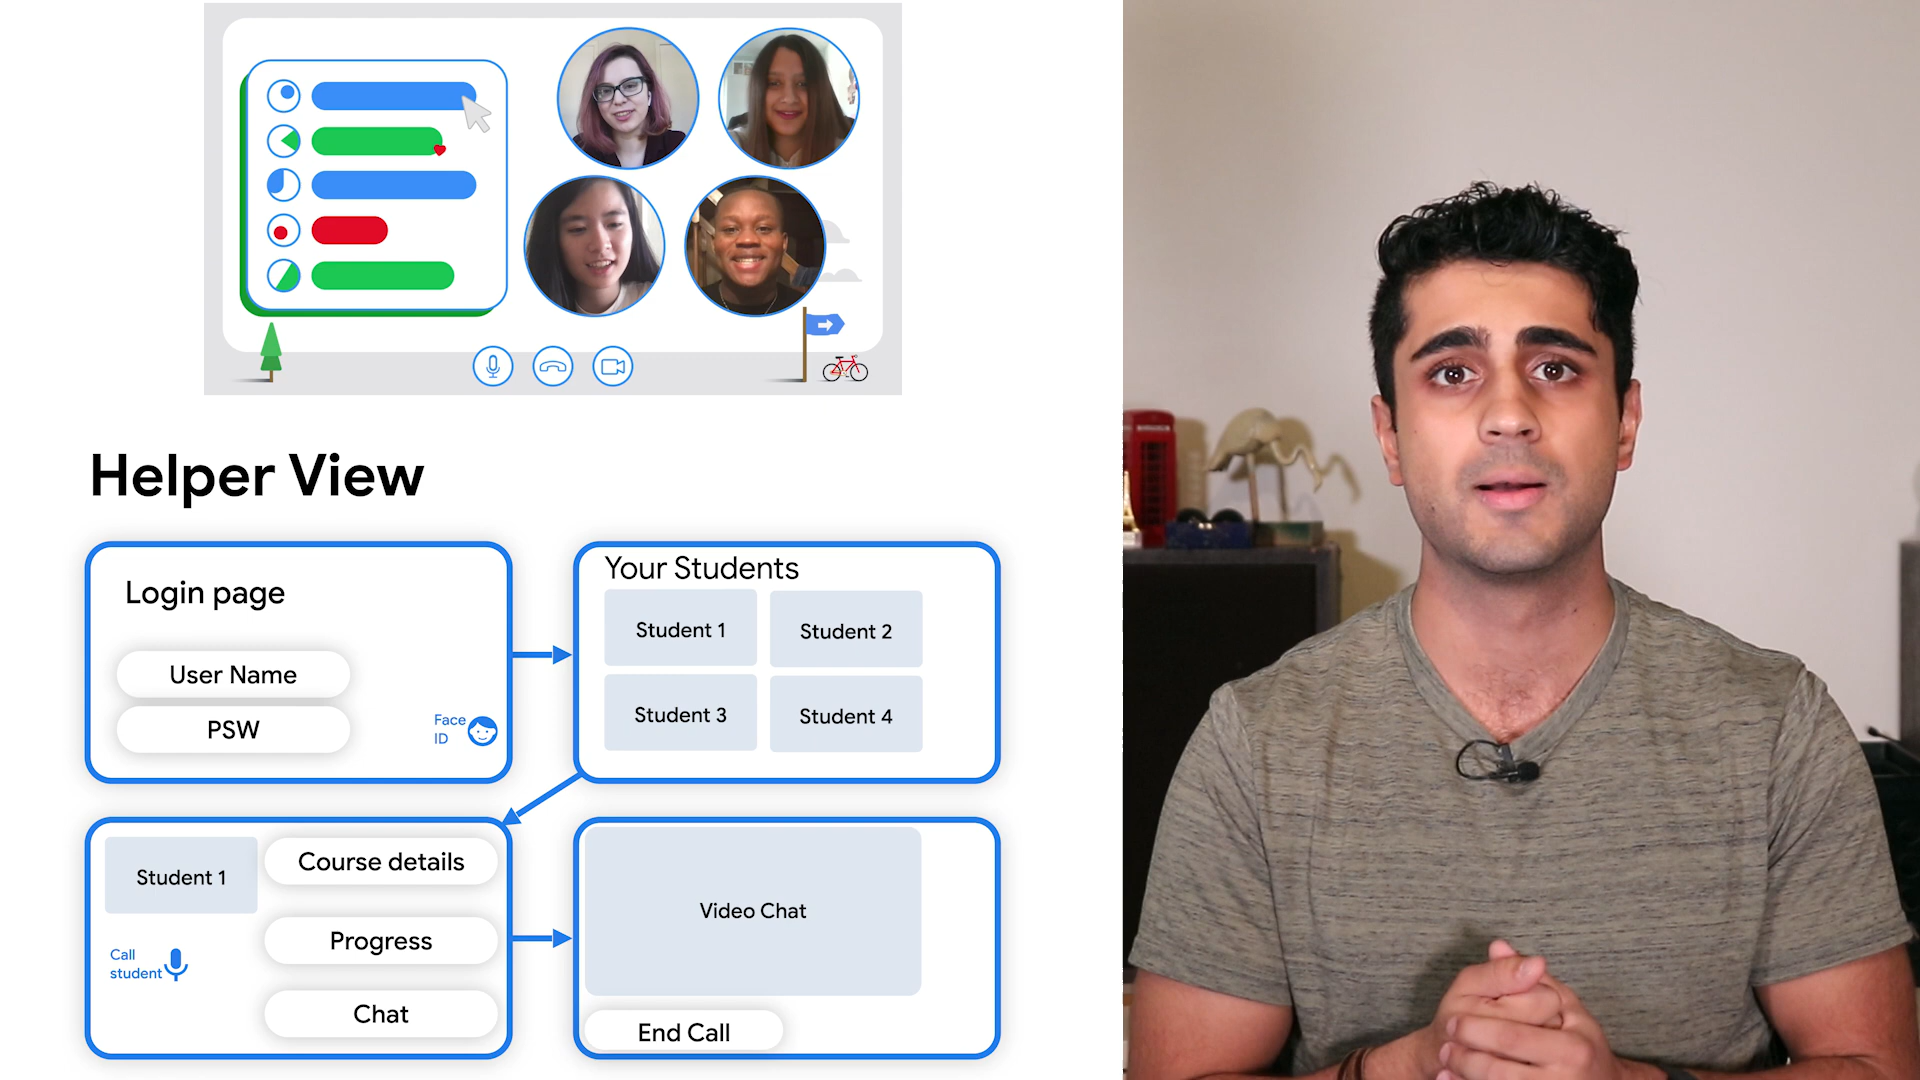 Helper View
Login page
User Name
PSW
Face
ID
Your Students
Student 1
Student 2
Student 3
Student 4
Student 1
Course details
Call
student
Progress
Chat
Video Chat
End Call